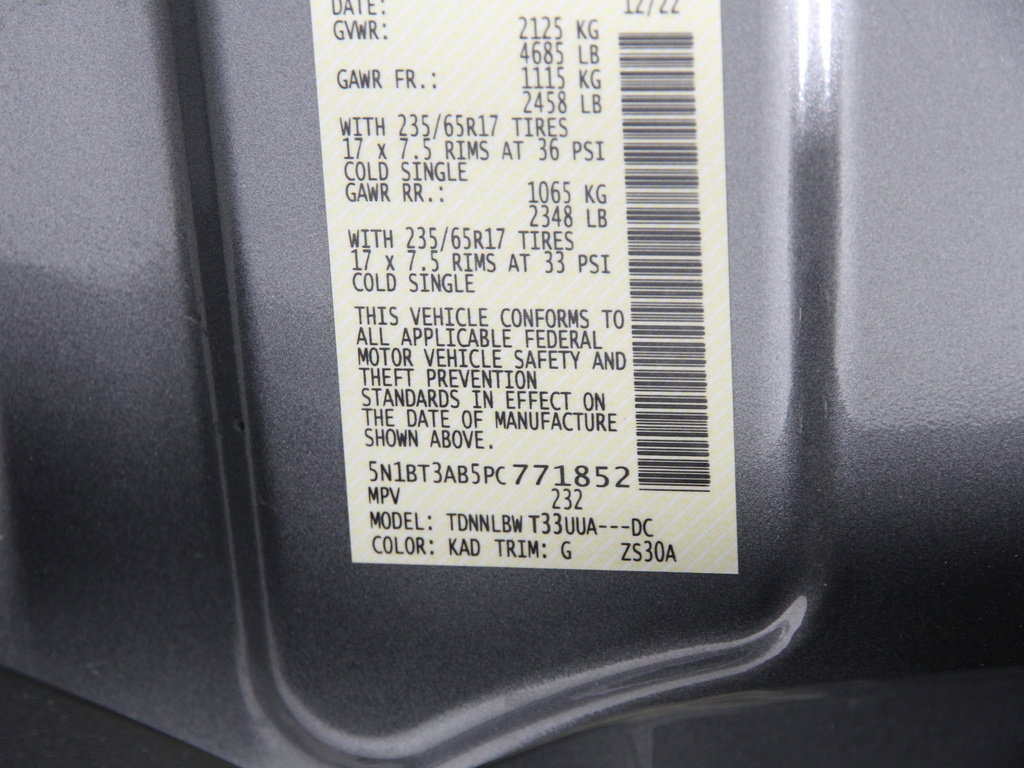 DATE: 12/22
GVWR: 2125 KG
4685 LB
GAWR FR.: 1115 KG
2458 LB
WITH 235/65R17 TIRES
17 x 7.5 RIMS AT 36 PSI
COLD SINGLE
GAWR RR.: 1065 KG
2348 LB
WITH 235/65R17 TIRES
17 x 7.5 RIMS AT 33 PSI
COLD SINGLE
THIS VEHICLE CONFORMS TO
ALL APPLICABLE FEDERAL
MOTOR VEHICLE SAFETY AND
THEFT PREVENTION
STANDARDS IN EFFECT ON
THE DATE OF MANUFACTURE
SHOWN ABOVE.
5N1BT3AB5PC771852
MPV 232
MODEL: TDNNLBW T33UUA---DC
COLOR: KAD TRIM: G ZS30A